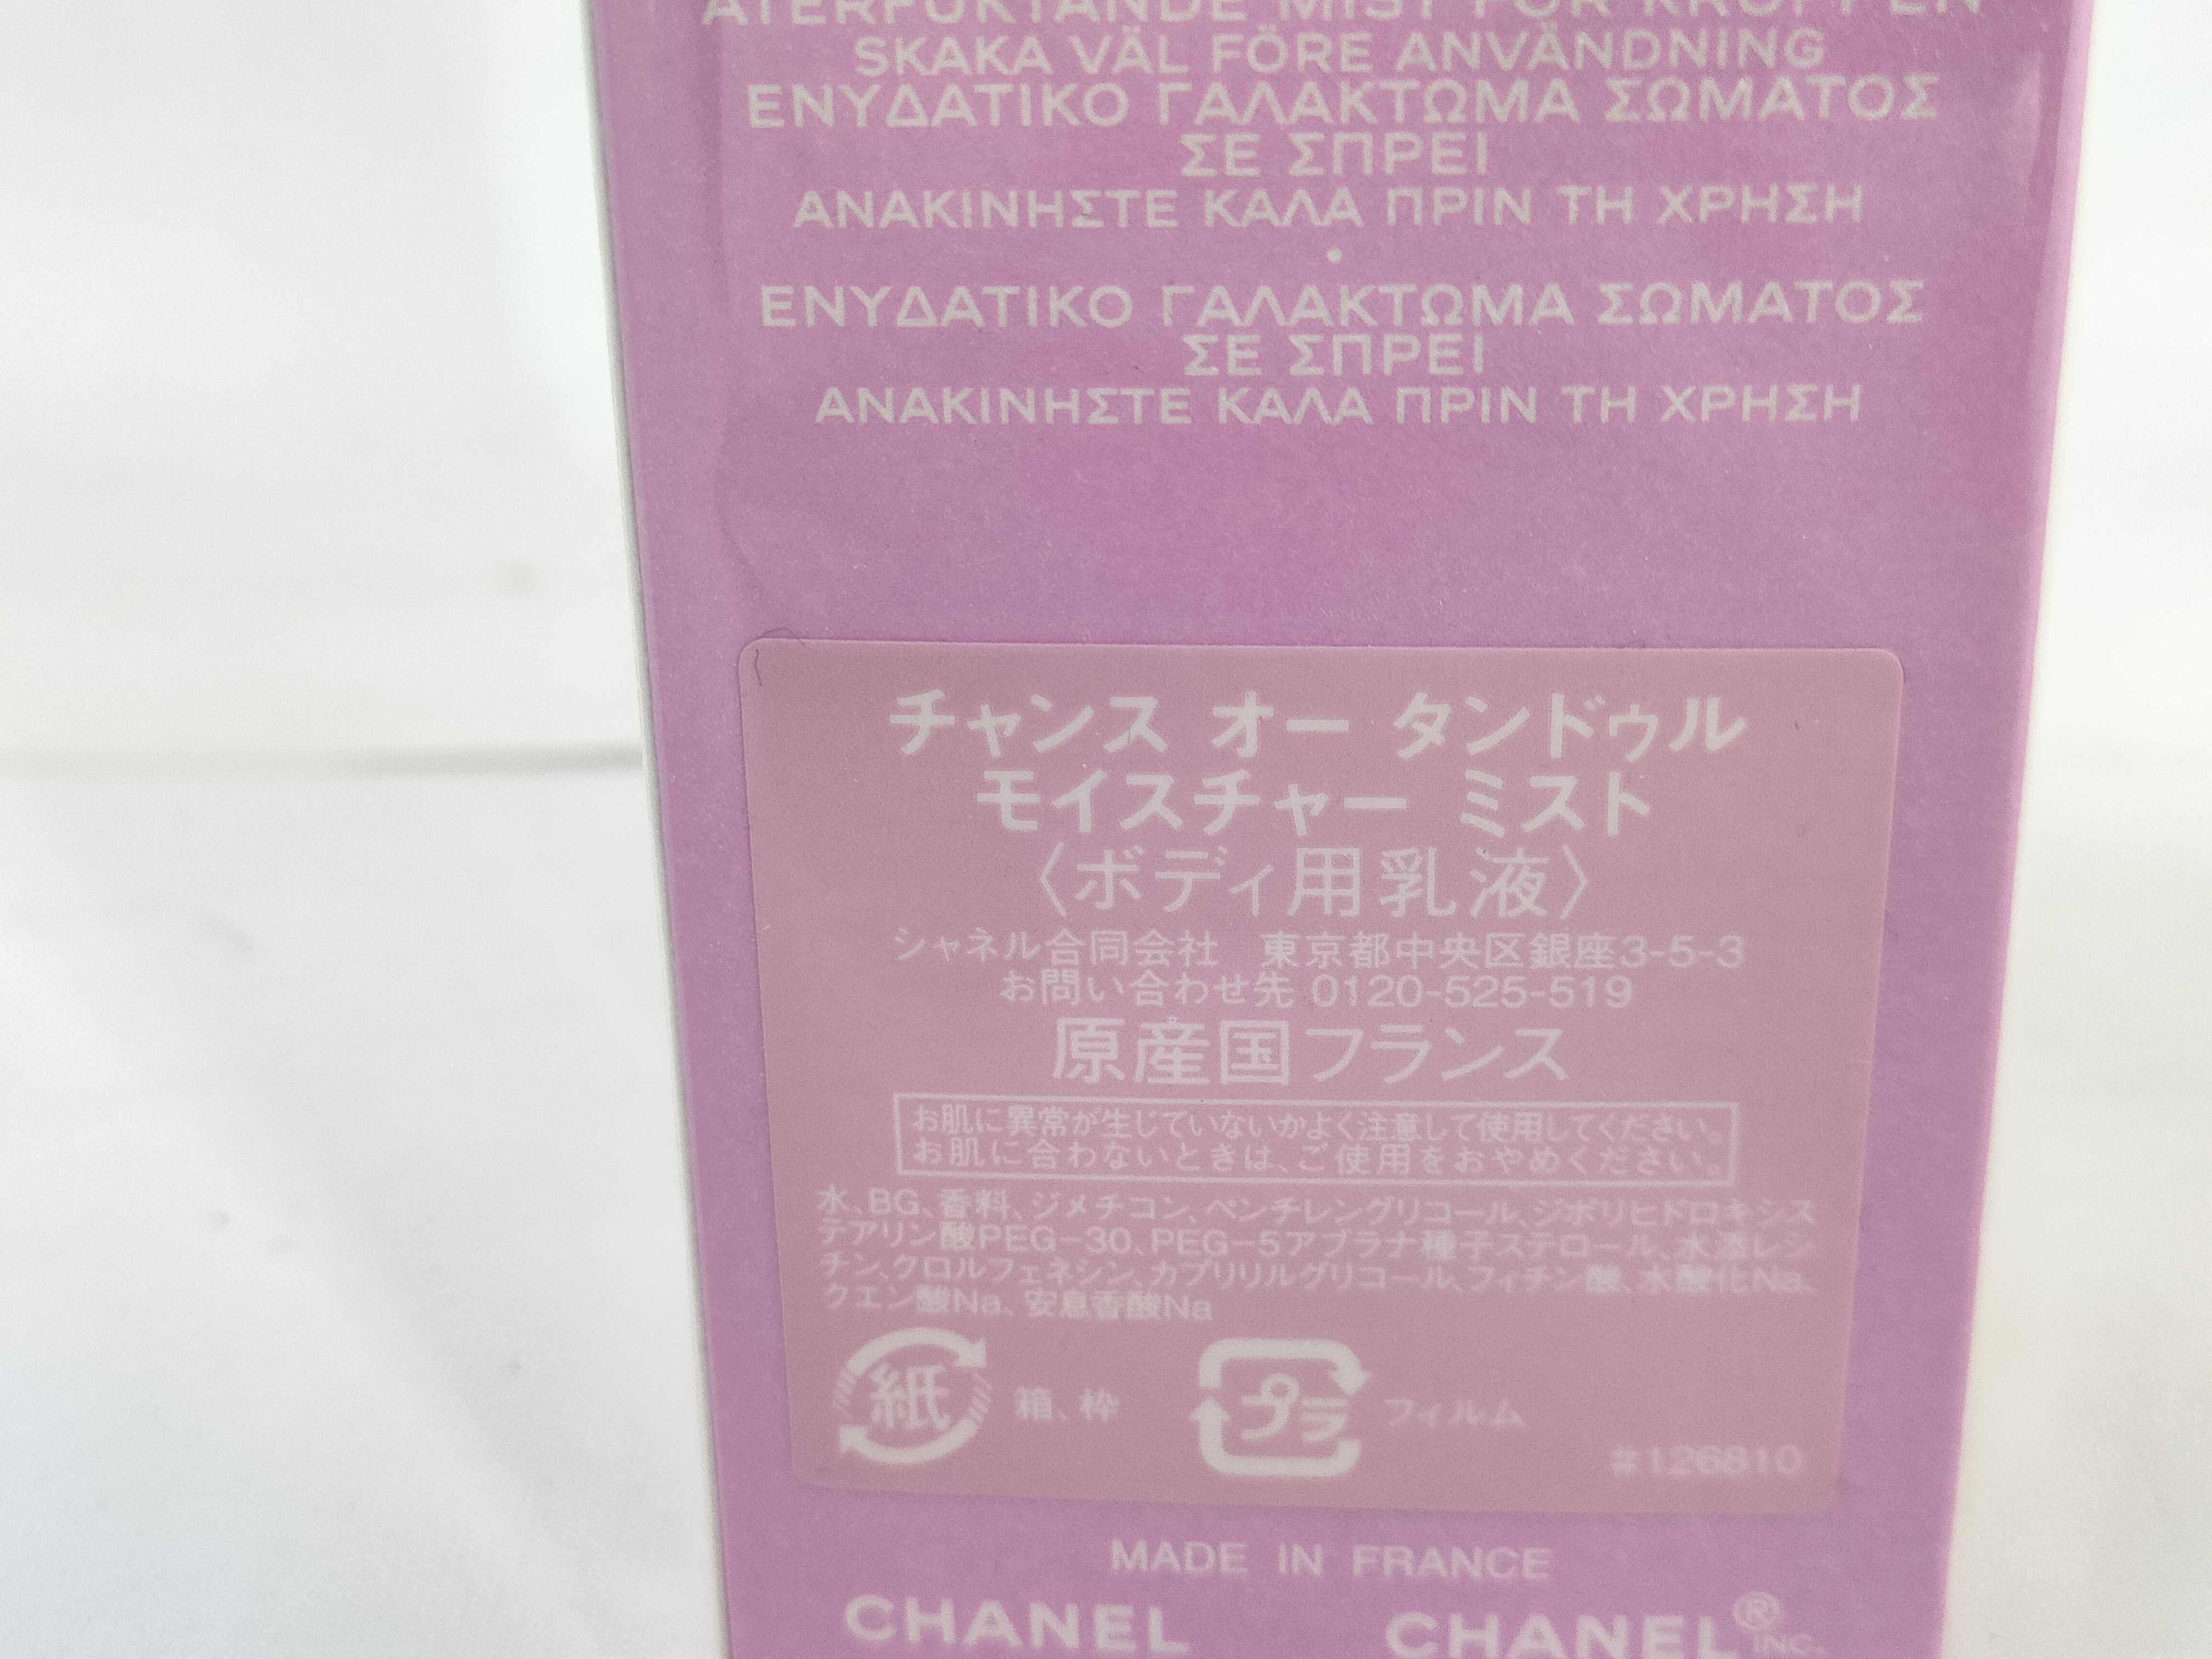 ÅTERFUKTANDE MIST FÖR KROPPEN
SKAKA VÄL FÖRE ANVÄNDNING
ΕΝΥΔΑΤΙΚΟ ΓΑΛΑΚΤΩΜΑ ΣΩΜΑΤΟΣ
ΣΕ ΣΠΡΕΙ
ΑΝΑΚΙΝΗΣΤΕ ΚΑΛΑ ΠΡΙΝ ΤΗ ΧΡΗΣΗ
•
ΕΝΥΔΑΤΙΚΟ ΓΑΛΑΚΤΩΜΑ ΣΩΜΑΤΟΣ
ΣΕ ΣΠΡΕΙ
ΑΝΑΚΙΝΗΣΤΕ ΚΑΛΑ ΠΡΙΝ ΤΗ ΧΡΗΣΗ
チャンス オー タンドゥル
モイスチャー ミスト
〈ボディ用乳液〉
シャネル合同会社 東京都中央区銀座3-5-3
お問い合わせ先 0120-525-519
原産国フランス
お肌に異常が生じていないかよく注意して使用してください。
お肌に合わないときは、ご使用をおやめください。
水、BG、香料、ジメチコン、ペンチレングリコール、ジポリヒドロキシス
テアリン酸PEG-30、PEG-5アブラナ種子ステロール、水添レシ
チン、クロルフェネシン、カプリリルグリコール、フィチン酸、水酸化Na、
クエン酸Na、安息香酸Na
紙 箱、枠 プラ フィルム
#126810
MADE IN FRANCE
CHANEL CHANEL® INC.